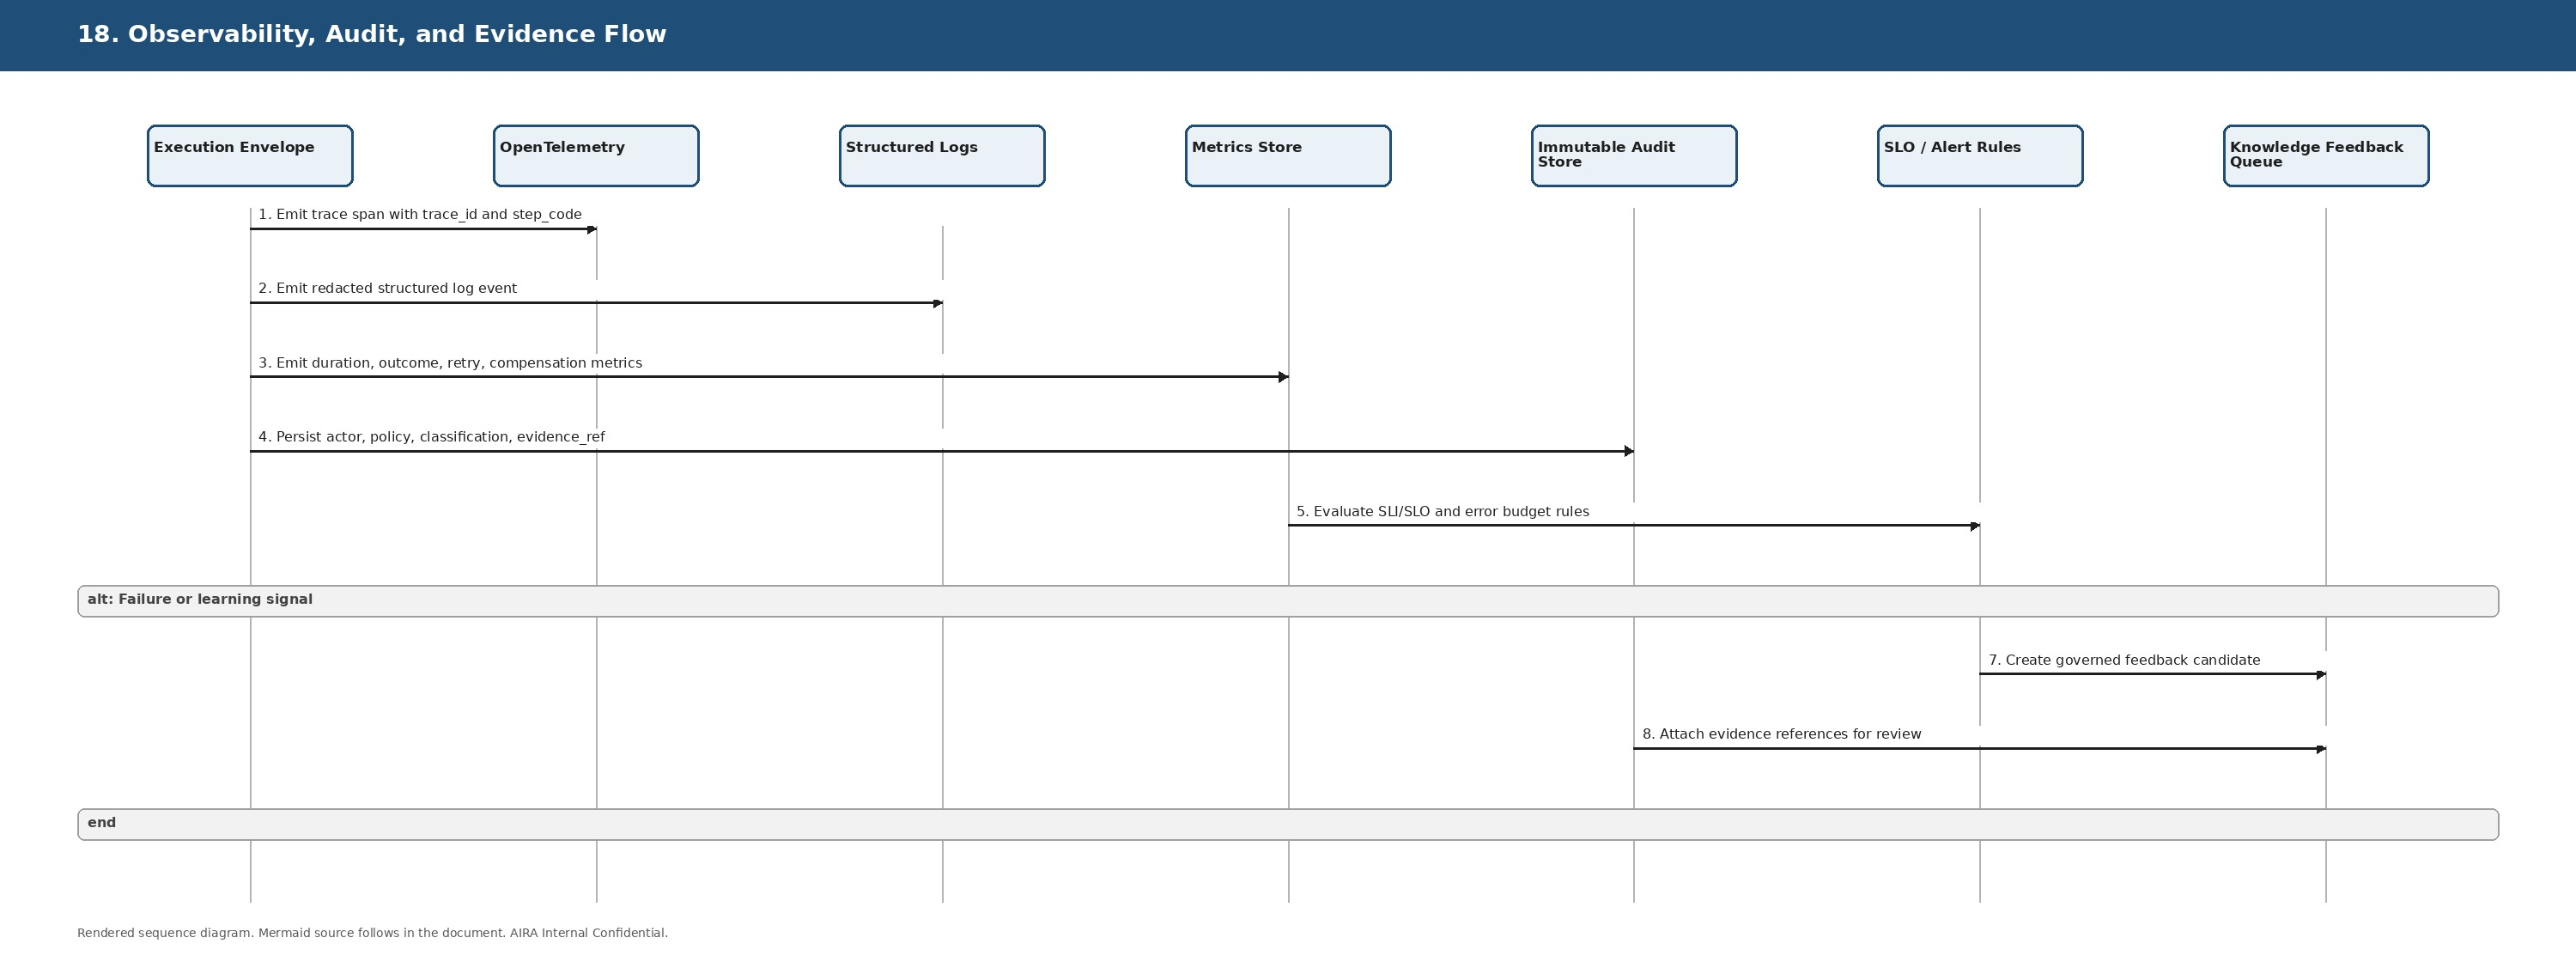 18. Observability, Audit, and Evidence Flow
Execution Envelope
OpenTelemetry
Structured Logs
Metrics Store
Immutable Audit
Store
SLO / Alert Rules
Knowledge Feedback
Queue
1. Emit trace span with trace_id and step_code
2. Emit redacted structured log event
3. Emit duration, outcome, retry, compensation metrics
4. Persist actor, policy, classification, evidence_ref
5. Evaluate SLI/SLO and error budget rules
alt: Failure or learning signal
7. Create governed feedback candidate
8. Attach evidence references for review
end
Rendered sequence diagram. Mermaid source follows in the document. AIRA Internal Confidential.